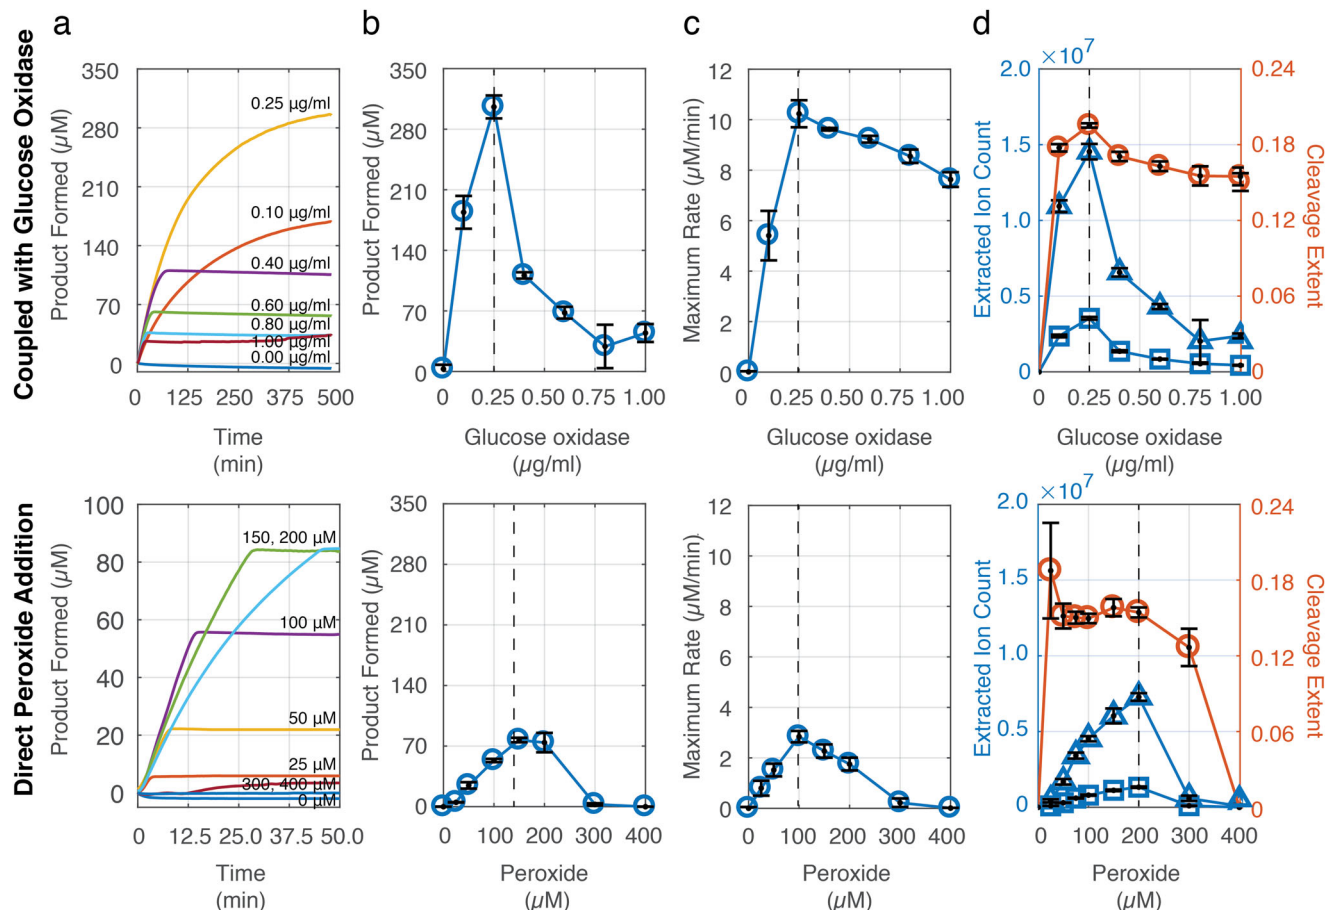 a
b
c
d
Coupled with Glucose Oxidase
Product Formed (µM)
350
280
210
140
70
0
0.25 µg/ml
0.10 µg/ml
0.40 µg/ml
0.60 µg/ml
0.80 µg/ml
1.00 µg/ml
0.00 µg/ml
0 125 250 37.5 500
Time
(min)
Product Formed (µM)
350
280
210
140
70
0
0 0.25 0.50 0.75 1.00
Glucose oxidase
(µg/ml)
Maximum Rate (µM/min)
12
10
8
6
4
2
0
0 0.25 0.50 0.75 1.00
Glucose oxidase
(µg/ml)
×10⁷
Extracted Ion Count
2.0
1.5
1.0
0.5
0
0.24
0.18
0.12
0.06
0
Cleavage Extent
0 0.25 0.50 0.75 1.00
Glucose oxidase
(µg/ml)
Direct Peroxide Addition
Product Formed (µM)
100
80
60
40
20
0
150, 200 µM
100 µM
50 µM
25 µM
300, 400 µM
0 µM
0 12.5 25.0 37.5 50.0
Time
(min)
Product Formed (µM)
350
280
210
140
70
0
0 100 200 300 400
Peroxide
(µM)
Maximum Rate (µM/min)
12
10
8
6
4
2
0
0 100 200 300 400
Peroxide
(µM)
×10⁷
Extracted Ion Count
2.0
1.5
1.0
0.5
0
0.24
0.18
0.12
0.06
0
Cleavage Extent
0 100 200 300 400
Peroxide
(µM)